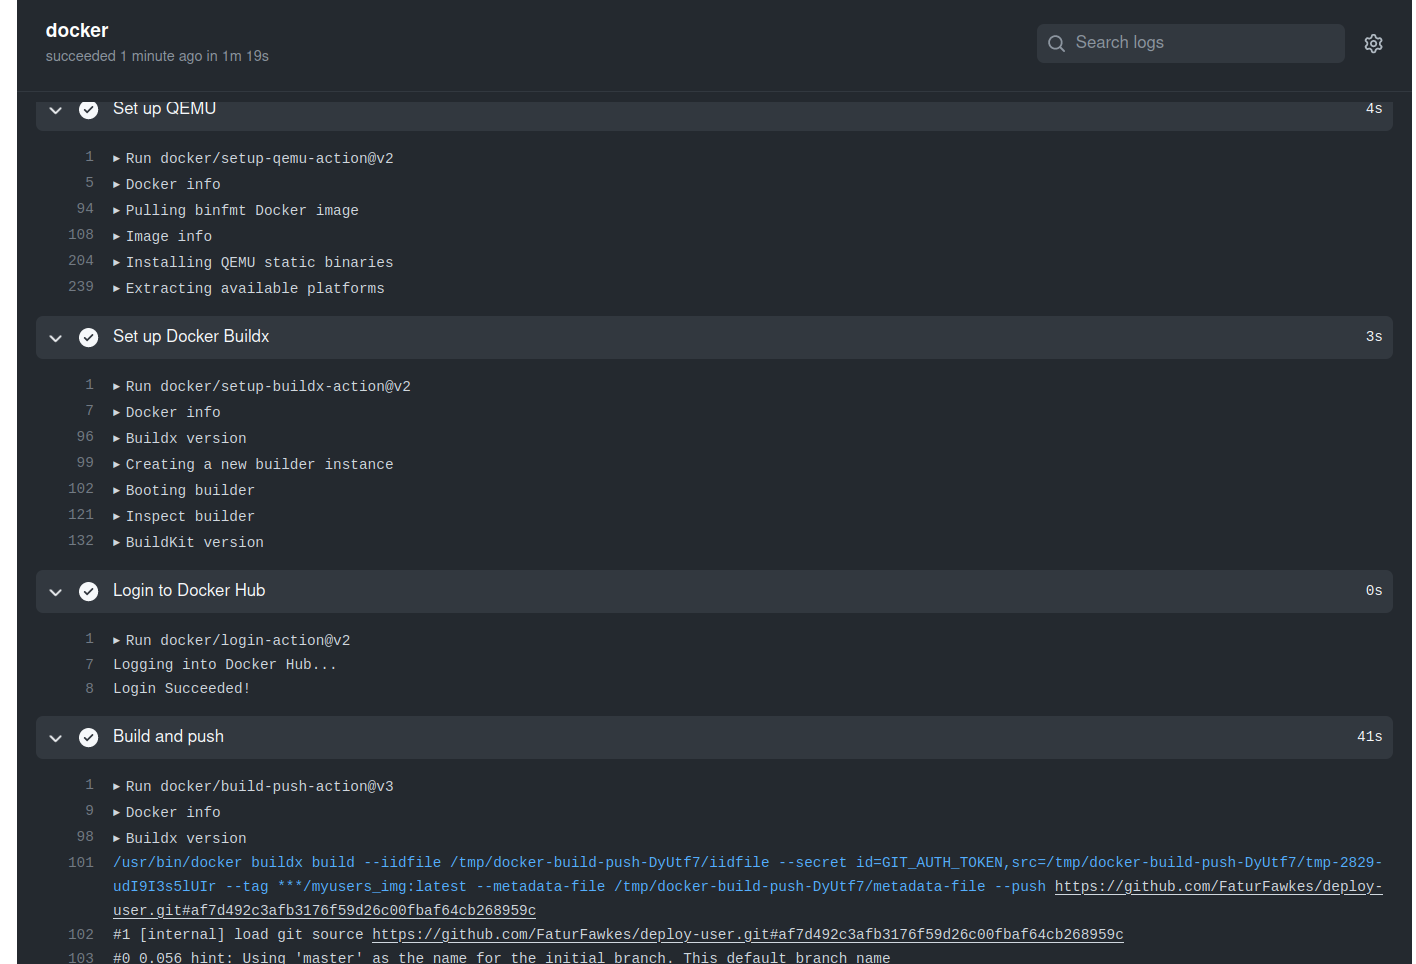 docker
succeeded 1 minute ago in 1m 19s
Search logs
Set up QEMU 4s
1 Run docker/setup-qemu-action@v2
5 Docker info
94 Pulling binfmt Docker image
108 Image info
204 Installing QEMU static binaries
239 Extracting available platforms
Set up Docker Buildx 3s
1 Run docker/setup-buildx-action@v2
7 Docker info
96 Buildx version
99 Creating a new builder instance
102 Booting builder
121 Inspect builder
132 BuildKit version
Login to Docker Hub 0s
1 Run docker/login-action@v2
7 Logging into Docker Hub...
8 Login Succeeded!
Build and push 41s
1 Run docker/build-push-action@v3
9 Docker info
98 Buildx version
101 /usr/bin/docker buildx build --iidfile /tmp/docker-build-push-DyUtf7/iidfile --secret id=GIT_AUTH_TOKEN,src=/tmp/docker-build-push-DyUtf7/tmp-2829-
udI9I3s5lUIr --tag ***/myusers_img:latest --metadata-file /tmp/docker-build-push-DyUtf7/metadata-file --push https://github.com/FaturFawkes/deploy-
user.git#af7d492c3afb3176f59d26c00fbaf64cb268959c
102 #1 [internal] load git source https://github.com/FaturFawkes/deploy-user.git#af7d492c3afb3176f59d26c00fbaf64cb268959c
103 #0 0.056 hint: Using 'master' as the name for the initial branch. This default branch name